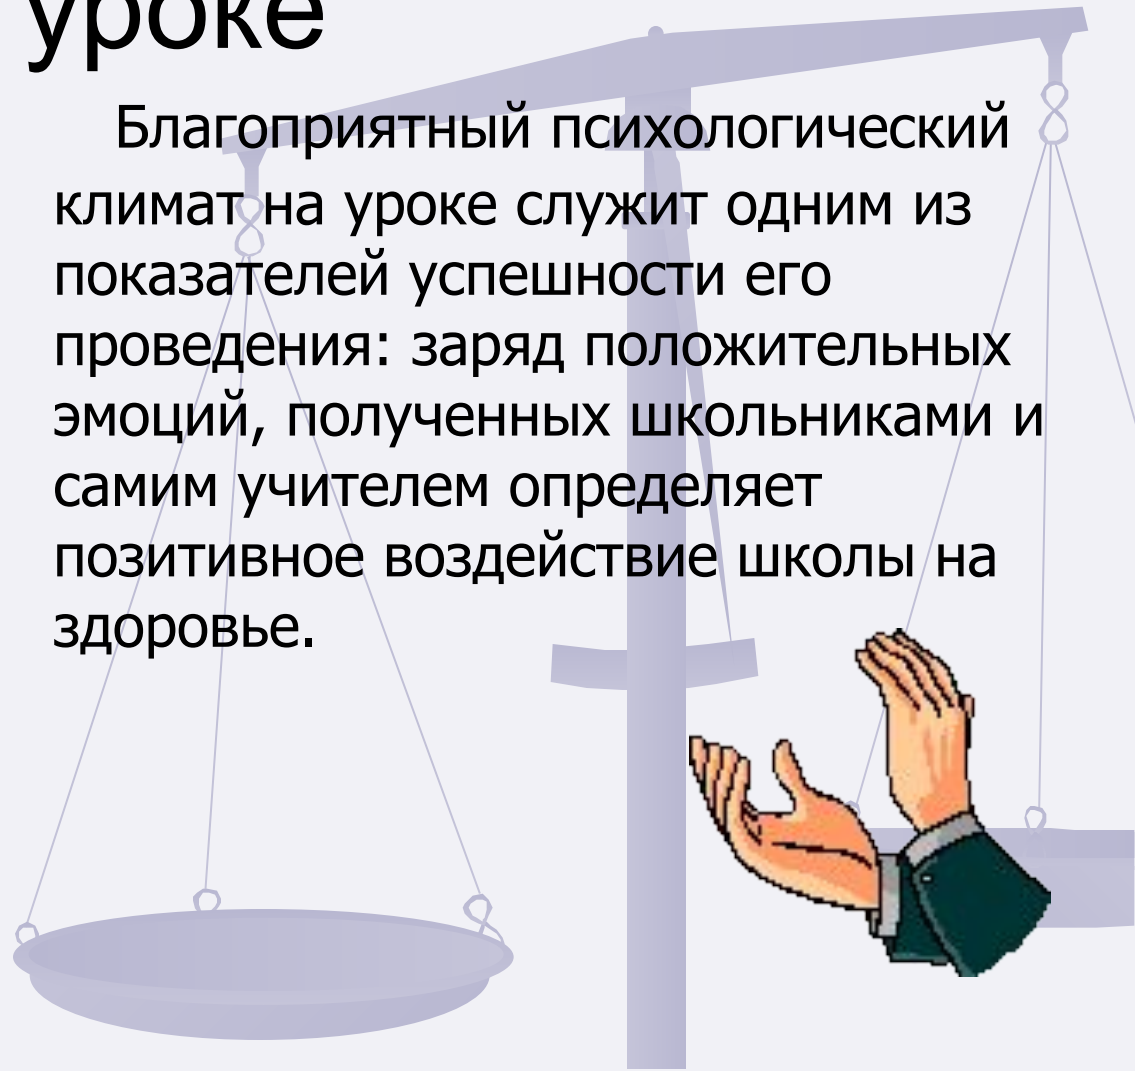 уроке
Благоприятный психологический
климат на уроке служит одним из
показателей успешности его
проведения: заряд положительных
эмоций, полученных школьниками и
самим учителем определяет
позитивное воздействие школы на
здоровье.